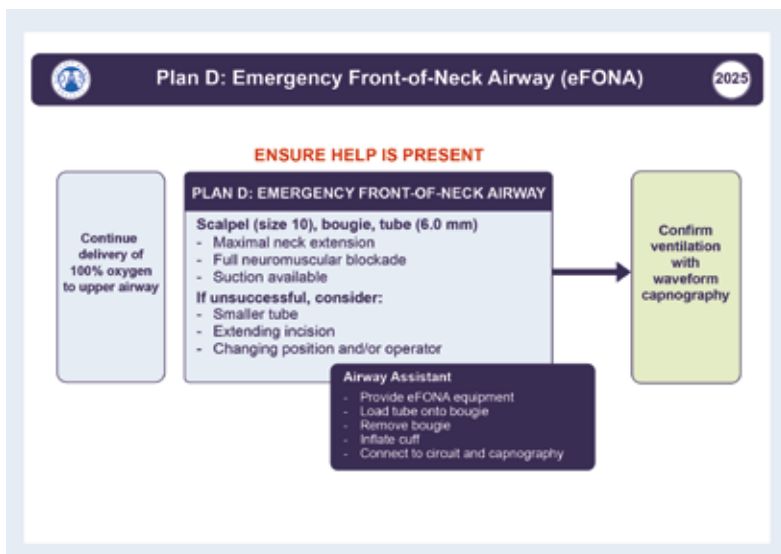 Plan D: Emergency Front-of-Neck Airway (eFONA)
2025
ENSURE HELP IS PRESENT
Continue
delivery of
100% oxygen
to upper airway
PLAN D: EMERGENCY FRONT-OF-NECK AIRWAY
Scalpel (size 10), bougie, tube (6.0 mm)
- Maximal neck extension
- Full neuromuscular blockade
- Suction available
If unsuccessful, consider:
- Smaller tube
- Extending incision
- Changing position and/or operator
Airway Assistant
- Provide eFONA equipment
- Load tube onto bougie
- Remove bougie
- Inflate cuff
- Connect to circuit and capnography
Confirm
ventilation
with
waveform
capnography